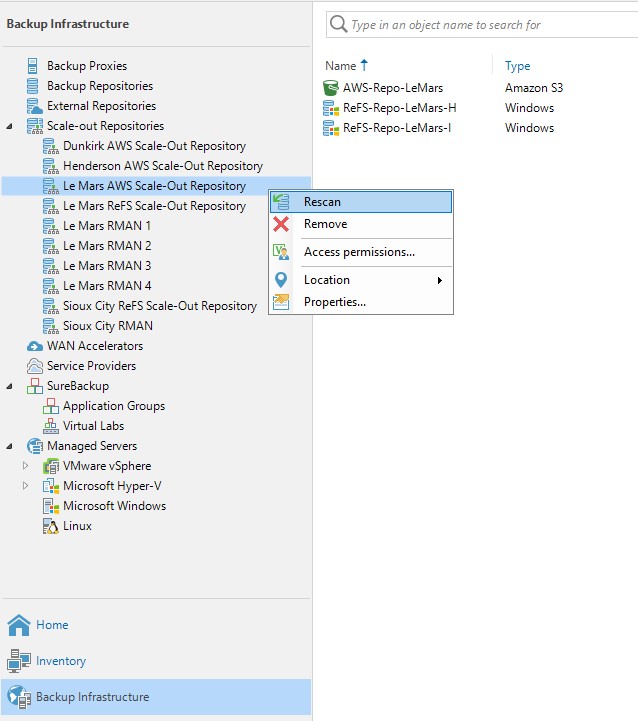 Backup Infrastructure
Type in an object name to search for
Name
Type
AWS-Repo-LeMars
Amazon S3
ReFS-Repo-LeMars-H
Windows
ReFS-Repo-LeMars-I
Windows
Backup Proxies
Backup Repositories
External Repositories
Scale-out Repositories
Dunkirk AWS Scale-Out Repository
Henderson AWS Scale-Out Repository
Le Mars AWS Scale-Out Repository
Le Mars ReFS Scale-Out Repository
Le Mars RMAN 1
Le Mars RMAN 2
Le Mars RMAN 3
Le Mars RMAN 4
Sioux City ReFS Scale-Out Repository
Sioux City RMAN
WAN Accelerators
Service Providers
SureBackup
Application Groups
Virtual Labs
Managed Servers
VMware vSphere
Microsoft Hyper-V
Microsoft Windows
Linux
Rescan
Remove
Access permissions...
Location
Properties...
Home
Inventory
Backup Infrastructure